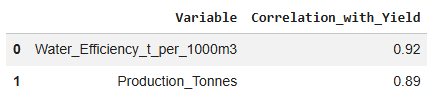 Variable Correlation_with_Yield
0 Water_Efficiency_t_per_1000m3 0.92
1 Production_Tonnes 0.89